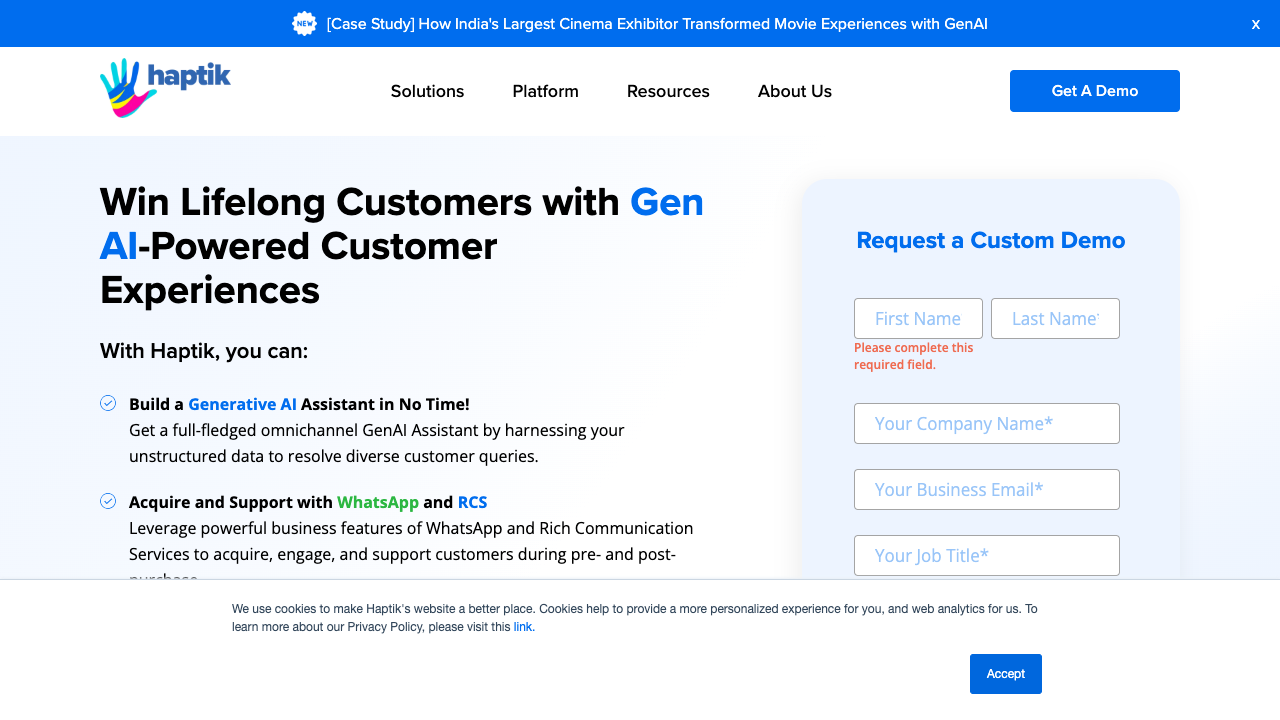 NEW [Case Study] How India's Largest Cinema Exhibitor Transformed Movie Experiences with GenAI x
haptik
Solutions Platform Resources About Us Get A Demo
Win Lifelong Customers with Gen
AI-Powered Customer
Experiences
With Haptik, you can:
Build a Generative AI Assistant in No Time!
Get a full-fledged omnichannel GenAI Assistant by harnessing your
unstructured data to resolve diverse customer queries.
Acquire and Support with WhatsApp and RCS
Leverage powerful business features of WhatsApp and Rich Communication
Services to acquire, engage, and support customers during pre- and post-
purchase
Request a Custom Demo
First Name Last Name*
Please complete this
required field.
Your Company Name*
Your Business Email*
Your Job Title*
We use cookies to make Haptik's website a better place. Cookies help to provide a more personalized experience for you, and web analytics for us. To
learn more about our Privacy Policy, please visit this link.
Accept